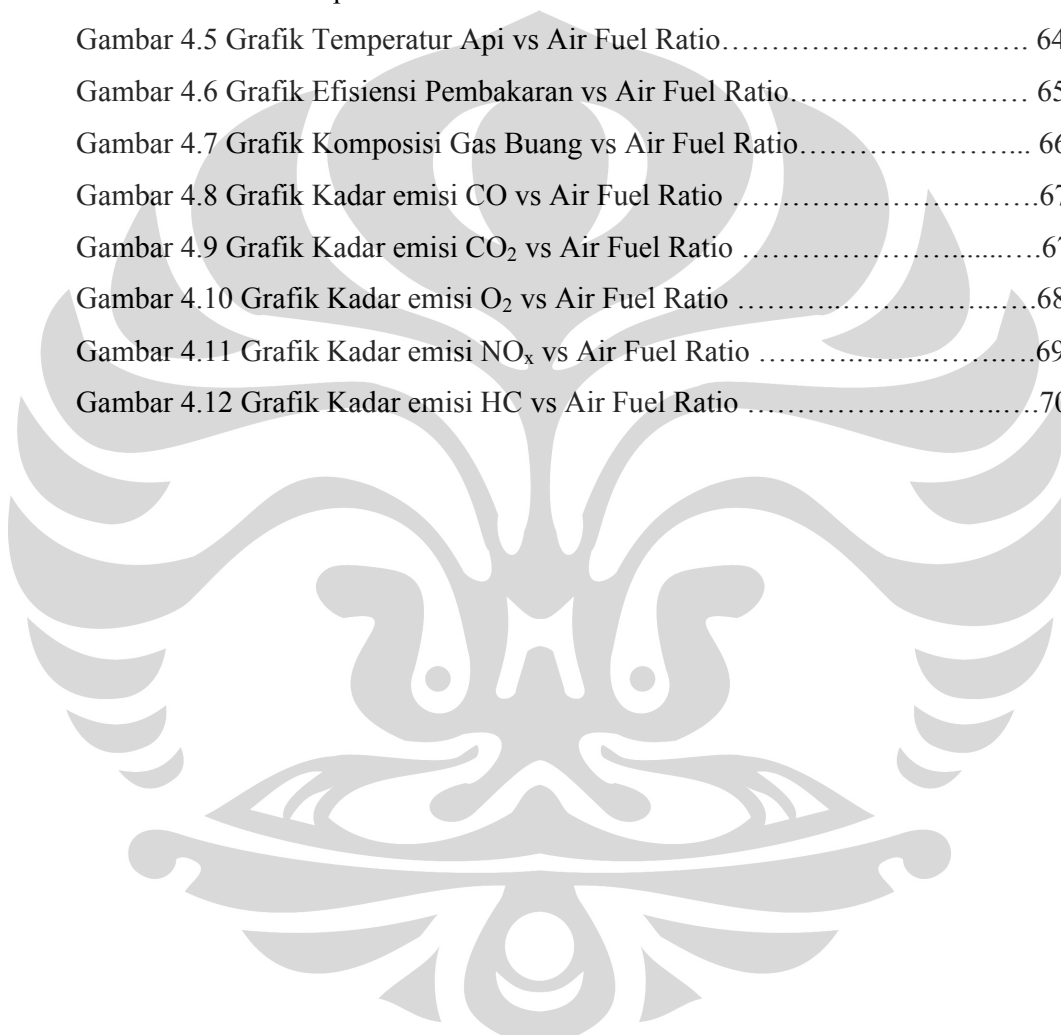 Gambar 4.5 Grafik Temperatur Api vs Air Fuel Ratio…………………………. 64
Gambar 4.6 Grafik Efisiensi Pembakaran vs Air Fuel Ratio……………………… 65
Gambar 4.7 Grafik Komposisi Gas Buang vs Air Fuel Ratio…………………... 66
Gambar 4.8 Grafik Kadar emisi CO vs Air Fuel Ratio ………………………….67
Gambar 4.9 Grafik Kadar emisi CO₂ vs Air Fuel Ratio …………………........….67
Gambar 4.10 Grafik Kadar emisi O₂ vs Air Fuel Ratio ………...……...……...….68
Gambar 4.11 Grafik Kadar emisi NOₓ vs Air Fuel Ratio ……………...……...….69
Gambar 4.12 Grafik Kadar emisi HC vs Air Fuel Ratio ……………………...….70